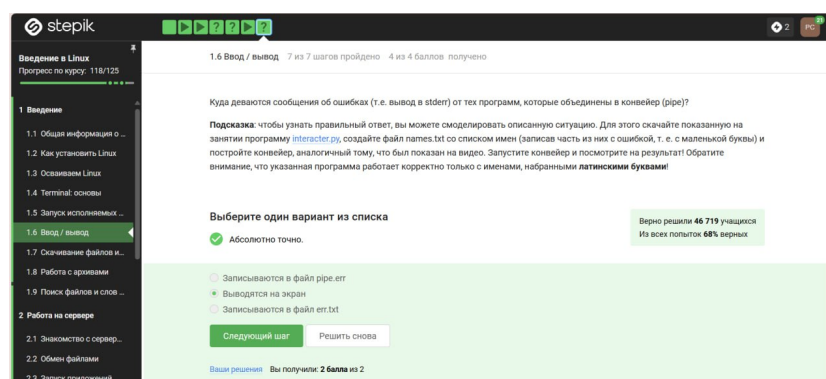 stepik
2
PC
21
Введение в Linux
Прогресс по курсу: 118/125
1.6 Ввод / вывод 7 из 7 шагов пройдено 4 из 4 баллов получено
1 Введение
1.1 Общая информация о ...
1.2 Как установить Linux
1.3 Осваиваем Linux
1.4 Terminal: основы
1.5 Запуск исполняемых ...
1.6 Ввод / вывод
1.7 Скачивание файлов и...
1.8 Работа с архивами
1.9 Поиск файлов и слов ...
2 Работа на сервере
2.1 Знакомство с сервер...
2.2 Обмен файлами
2.3 Запуск приложений
Куда деваются сообщения об ошибках (т.е. вывод в stderr) от тех программ, которые объединены в конвейер (pipe)?
Подсказка: чтобы узнать правильный ответ, вы можете смоделировать описанную ситуацию. Для этого скачайте показанную на
занятии программу interacter.py, создайте файл names.txt со списком имен (записав часть из них с ошибкой, т. е. с маленькой буквы) и
постройте конвейер, аналогичный тому, что был показан на видео. Запустите конвейер и посмотрите на результат! Обратите
внимание, что указанная программа работает корректно только с именами, набранными латинскими буквами!
Выберите один вариант из списка
Абсолютно точно.
Верно решили 46 719 учащихся
Из всех попыток 68% верных
Записываются в файл pipe.err
Выводятся на экран
Записываются в файл err.txt
Следующий шаг
Решить снова
Ваши решения Вы получили: 2 балла из 2